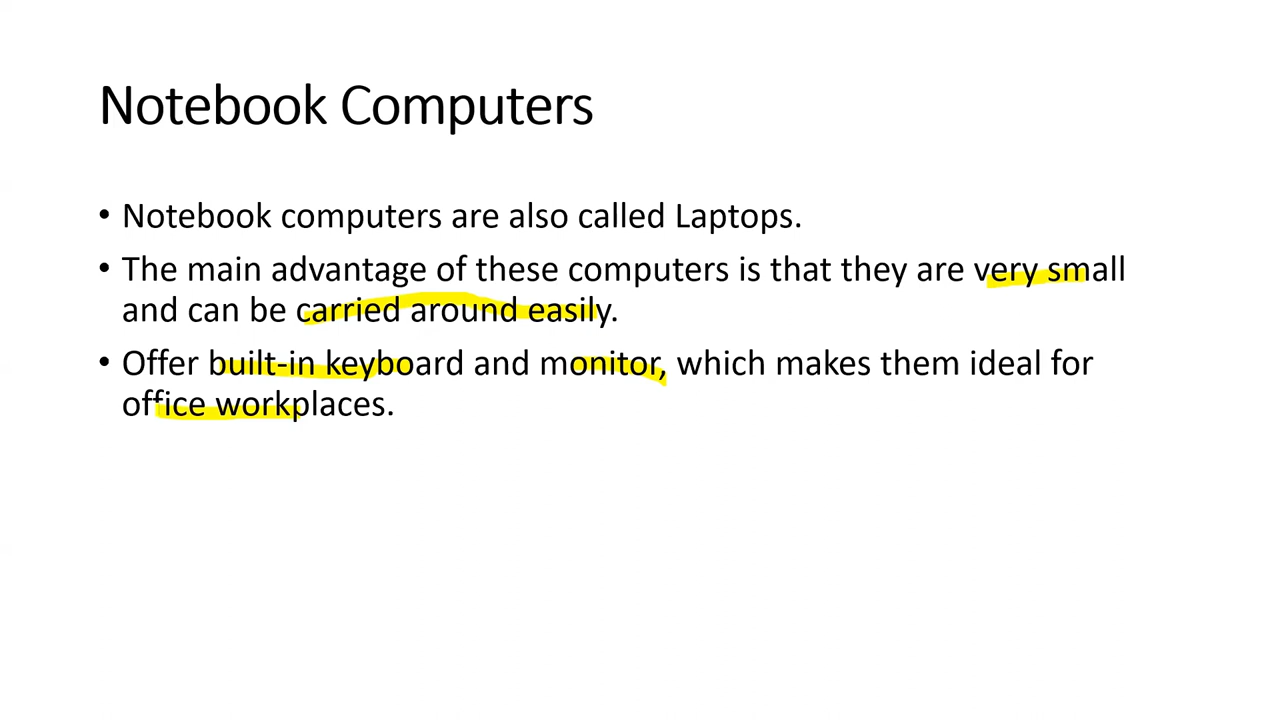 Notebook Computers
• Notebook computers are also called Laptops.
• The main advantage of these computers is that they are very small
and can be carried around easily.
• Offer built-in keyboard and monitor, which makes them ideal for
office workplaces.